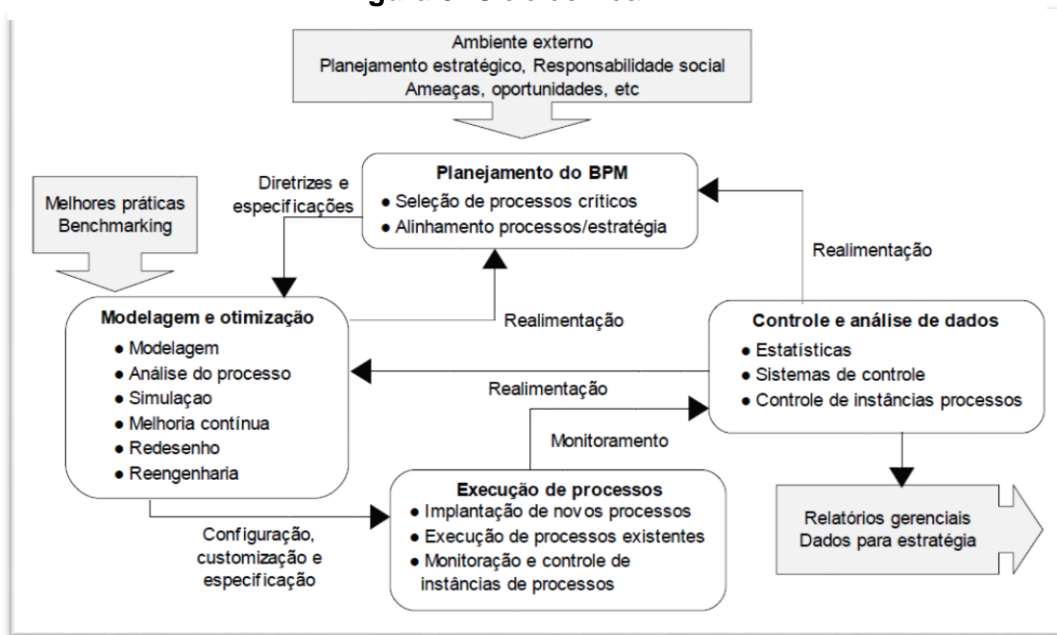 Ambiente externo
Planejamento estratégico, Responsabilidade social
Ameaças, oportunidades, etc
Planejamento do BPM
● Seleção de processos críticos
● Alinhamento processos/estratégia
Diretrizes e
especificações
Melhores práticas
Benchmarking
Realimentação
Modelagem e otimização
● Modelagem
● Análise do processo
● Simulaçao
● Melhoria contínua
● Redesenho
● Reengenharia
Realimentação
Controle e análise de dados
● Estatísticas
● Sistemas de controle
● Controle de instâncias processos
Realimentação
Monitoramento
Execução de processos
● Implantação de novos processos
● Execução de processos existentes
● Monitoração e controle de
instâncias de processos
Configuração,
customização e
especificação
Relatórios gerenciais
Dados para estratégia